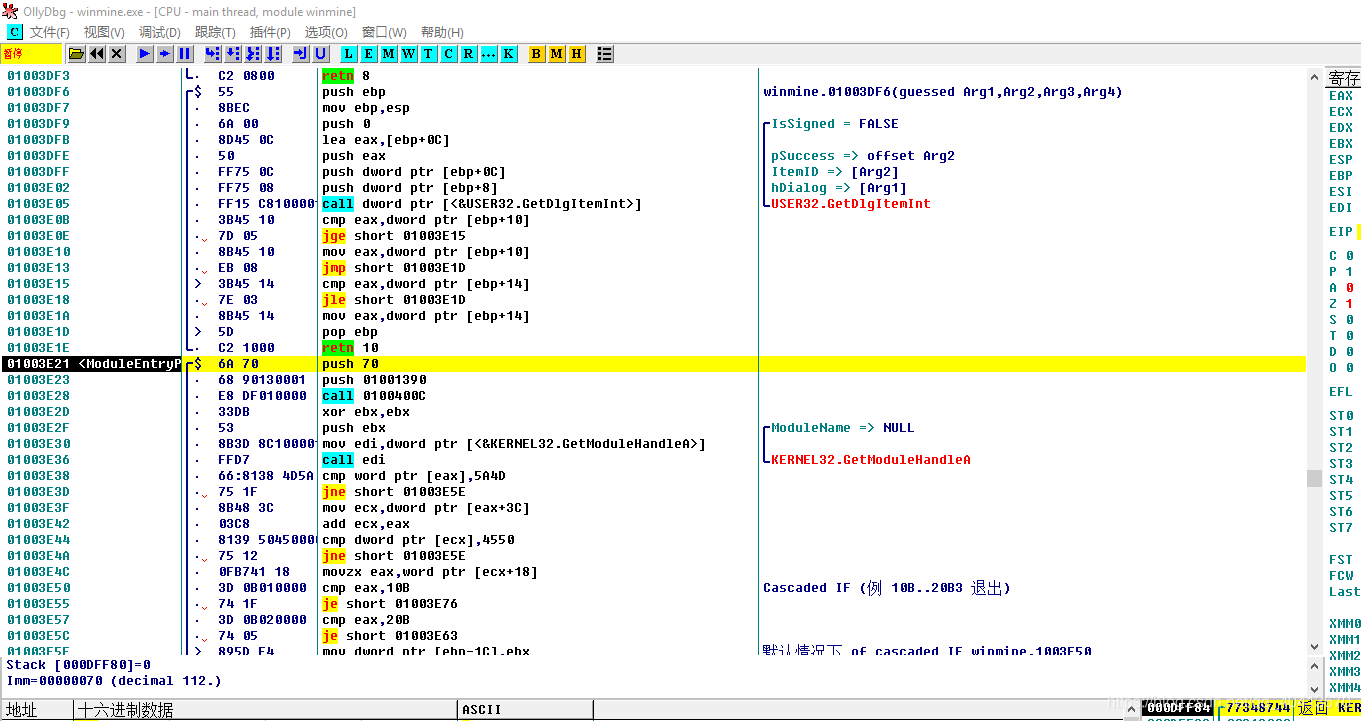 OllyDbg - winmine.exe - [CPU - main thread, module winmine]
C 文件(F) 视图(V) 调试(D) 跟踪(T) 插件(P) 选项(O) 窗口(W) 帮助(H)
暂停 L E M W T C R ... K B M H
01003DF3 C2 0800 retn 8 寄存
01003DF6 $ 55 push ebp winmine.01003DF6(guessed Arg1,Arg2,Arg3,Arg4) EAX
01003DF7 8BEC mov ebp,esp ECX
01003DF9 6A 00 push 0 IsSigned = FALSE EDX
01003DFB 8D45 0C lea eax,[ebp+0C] EBX
01003DFE 50 push eax pSuccess => offset Arg2 ESP
01003DFF FF75 0C push dword ptr [ebp+0C] ItemID => [Arg2] EBP
01003E02 FF75 08 push dword ptr [ebp+8] hDialog => [Arg1] ESI
01003E05 FF15 C810000 call dword ptr [<&USER32.GetDlgItemInt>] USER32.GetDlgItemInt EDI
01003E0B 3B45 10 cmp eax,dword ptr [ebp+10]
01003E0E 7D 05 jge short 01003E15 EIP
01003E10 8B45 10 mov eax,dword ptr [ebp+10] C 0
01003E13 EB 08 jmp short 01003E1D P 1
01003E15 > 3B45 14 cmp eax,dword ptr [ebp+14] A 0
01003E18 7E 03 jle short 01003E1D Z 1
01003E1A 8B45 14 mov eax,dword ptr [ebp+14] S 0
01003E1D > 5D pop ebp T 0
01003E1E C2 1000 retn 10 D 0
01003E21 <ModuleEntryP $ 6A 70 push 70 O 0
01003E23 68 90130001 push 01001390
01003E28 E8 DF010000 call 0100400C EFL
01003E2D 33DB xor ebx,ebx ST0
01003E2F 53 push ebx ModuleName => NULL ST1
01003E30 8B3D 8C10000 mov edi,dword ptr [<&KERNEL32.GetModuleHandleA>] ST2
01003E36 FFD7 call edi KERNEL32.GetModuleHandleA ST3
01003E38 66:8138 4D5A cmp word ptr [eax],5A4D ST4
01003E3D 75 1F jne short 01003E5E ST5
01003E3F 8B48 3C mov ecx,dword ptr [eax+3C] ST6
01003E42 03C8 add ecx,eax ST7
01003E44 8139 5045000 cmp dword ptr [ecx],4550
01003E4A 75 12 jne short 01003E5E FST
01003E4C 0FB741 18 movzx eax,word ptr [ecx+18] FCW
01003E50 3D 0B010000 cmp eax,10B Cascaded IF (例 10B..20B3 退出) Last
01003E55 74 1F je short 01003E76
01003E57 3D 0B020000 cmp eax,20B XMM0
01003E5C 74 05 je short 01003E63 XMM1
01003E5E > 895D E4 mov dword ptr [ebp-1C],ebx 默认情况下 of cascaded IF winmine.1003E50 XMM2
Stack [000DFF80]=0 XMM3
Imm=00000070 (decimal 112.) XMM4
地址 十六进制数据 ASCII 000DFF84 77348744 返回 KER